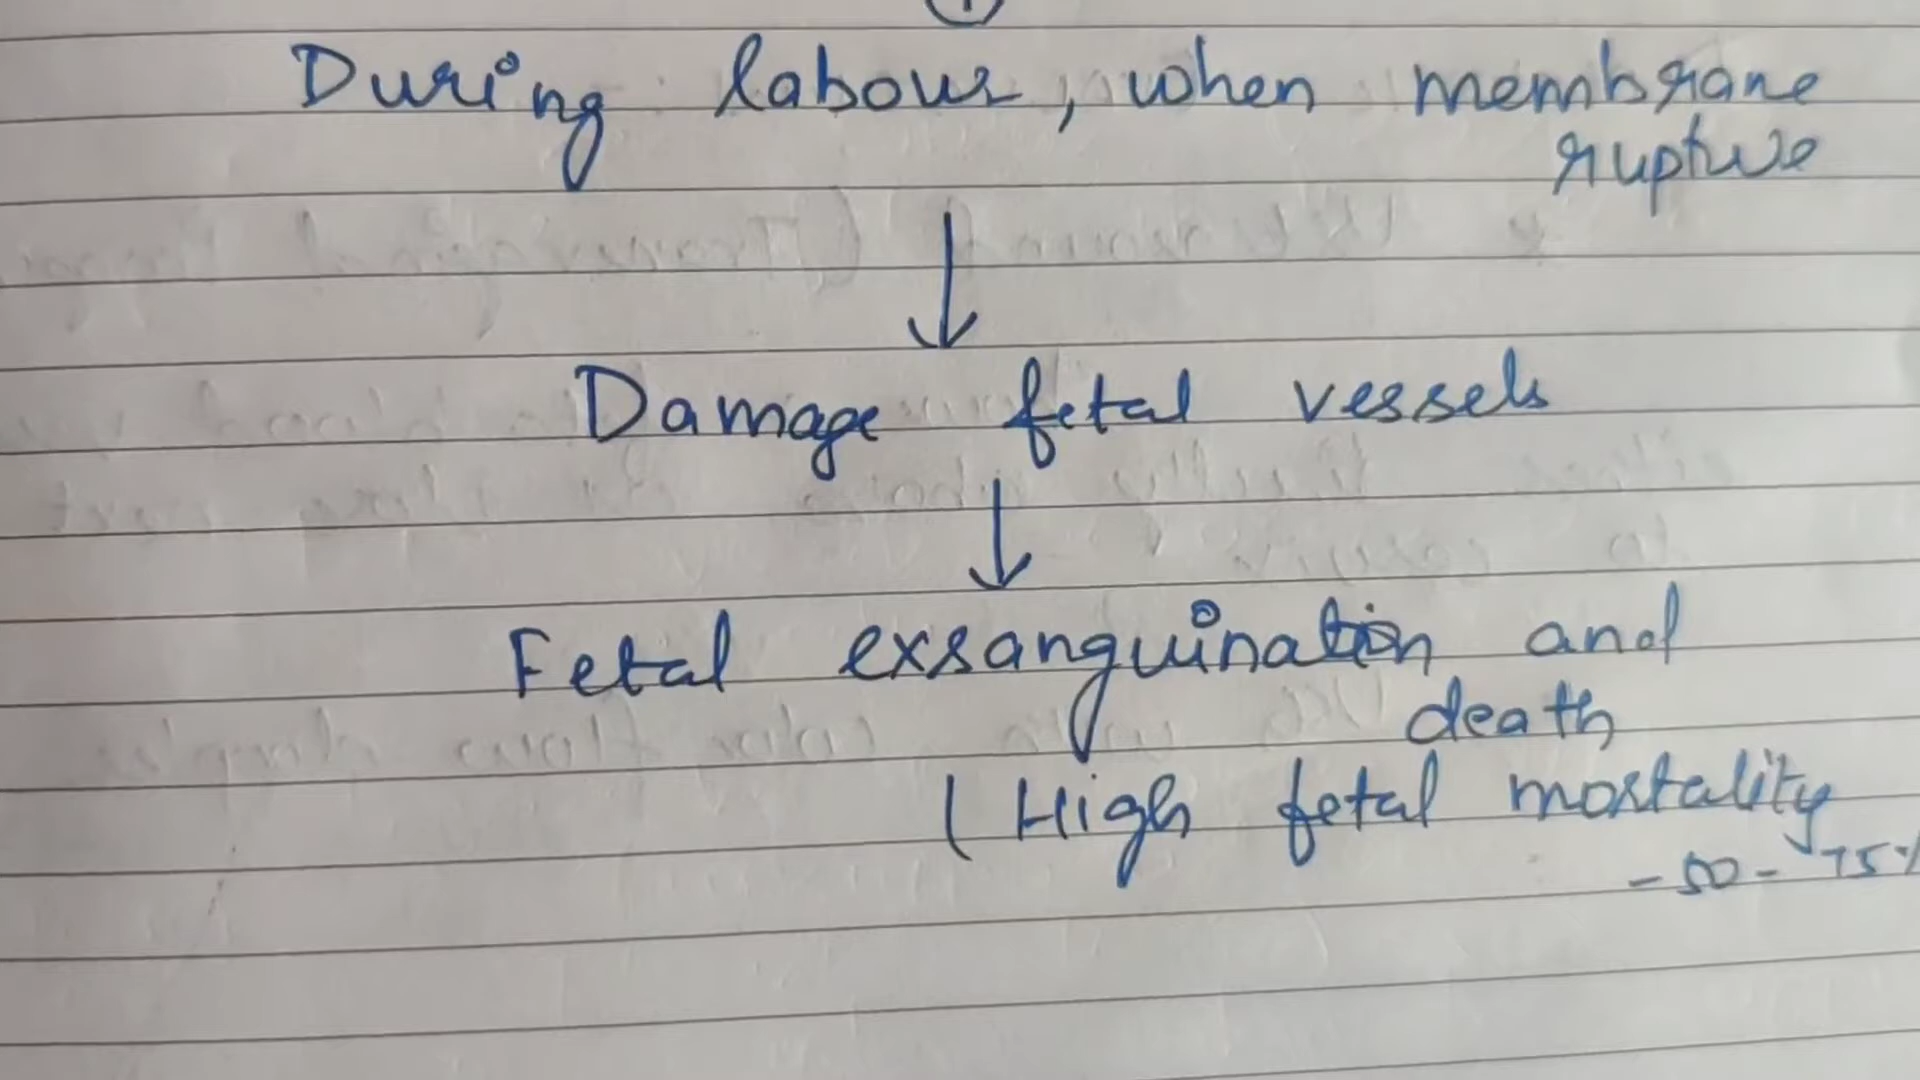 During labour, when membrane
rupture
↓
Damage fetal vessels
↓
Fetal exsanguination and
death
(High fetal mortality
- 50 - 75%